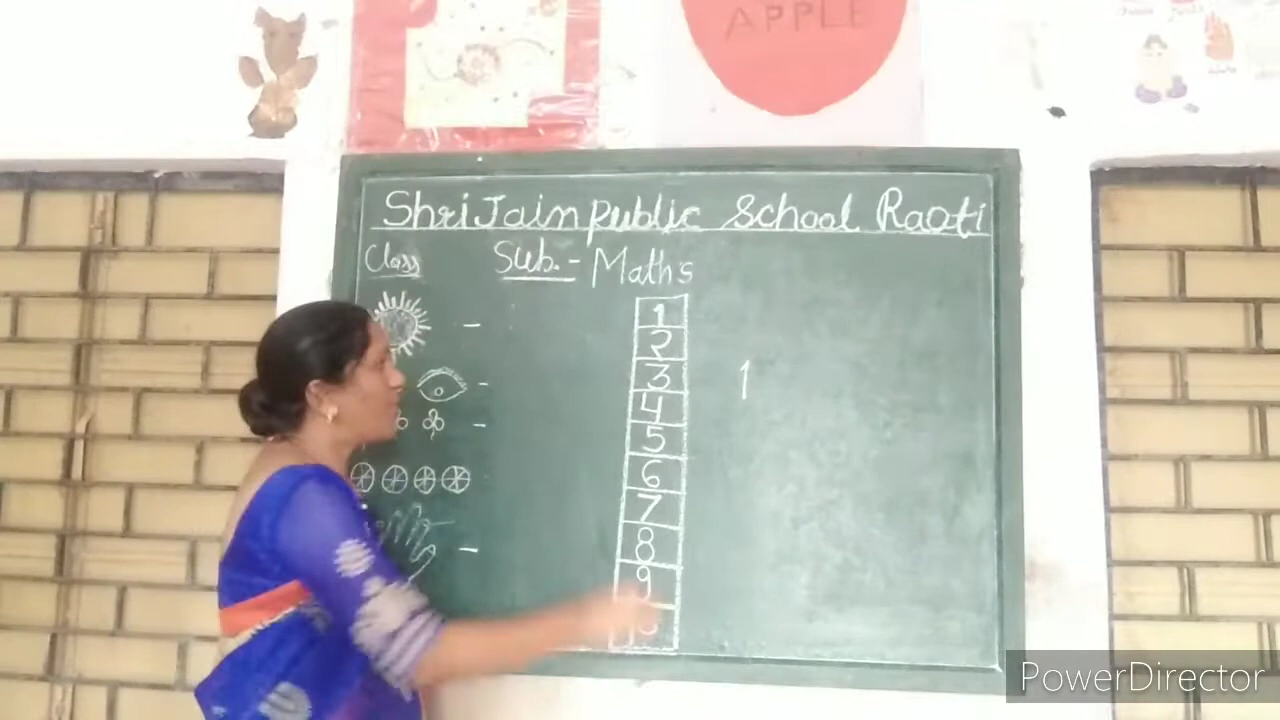 APPLE
Shri Jain public School Raoti
Class Sub.- Maths
1
2
3
4
5
6
7
8
9
1
PowerDirector